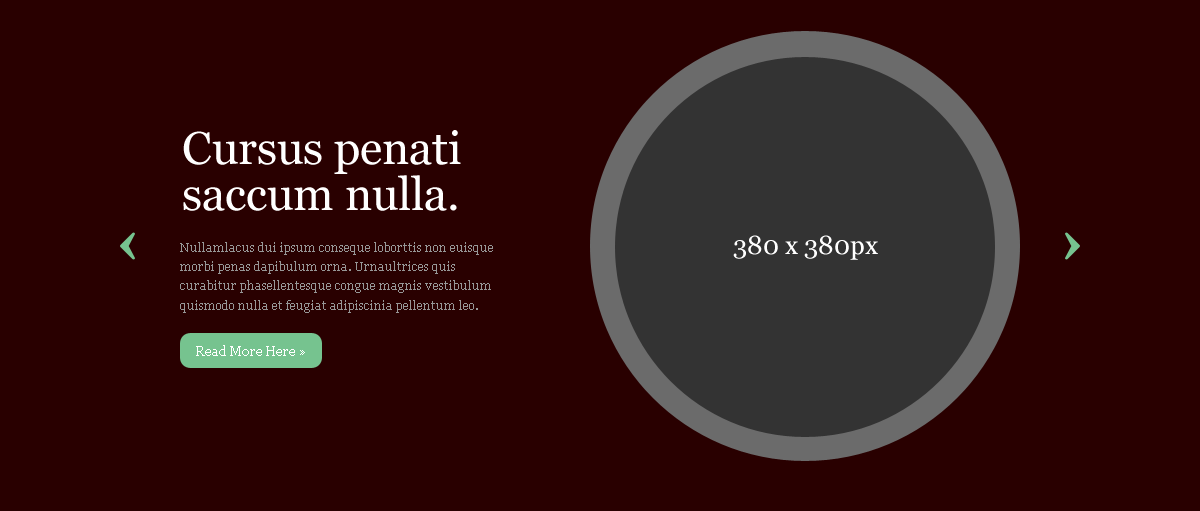 Cursus penati
saccum nulla.
Nullamlacus dui ipsum conseque loborttis non euisque
morbi penas dapibulum orna. Urnaultrices quis
curabitur phasellentesque congue magnis vestibulum
quismodo nulla et feugiat adipiscinia pellentum leo.
Read More Here »
380 x 380px